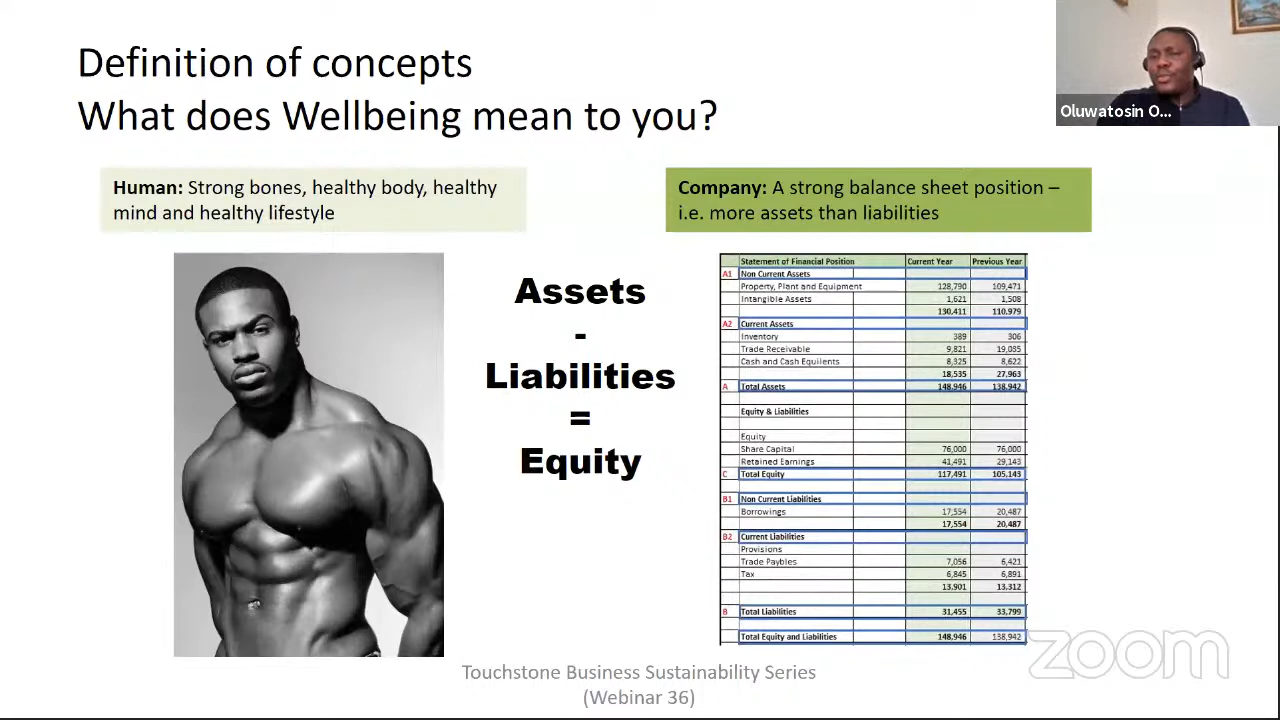 Definition of concepts
What does Wellbeing mean to you?
Oluwatosin O...
Human: Strong bones, healthy body, healthy
mind and healthy lifestyle
Company: A strong balance sheet position –
i.e. more assets than liabilities
Assets
-
Liabilities
=
Equity
Statement of Financial Position Current Year Previous Year
A1 Non Current Assets
Property, Plant and Equipment 128,790 109,471
Intangible Assets 1,621 1,508
130,411 110,979
A2 Current Assets
Inventory 389 306
Trade Receivable 9,821 19,035
Cash and Cash Equilents 8,325 8,622
18,535 27,963
A Total Assets 148,946 138,942
Equity & Liabilities
Equity
Share Capital 76,000 76,000
Retained Earnings 41,491 29,143
C Total Equity 117,491 105,143
B1 Non Current Liabilities
Borrowings 17,554 20,487
17,554 20,487
B2 Current Liabilities
Provisions
Trade Paybles 7,056 6,421
Tax 6,845 6,891
13,901 13,312
B Total Liabilities 31,455 33,799
Total Equity and Liabilities 148,946 138,942
zoom
Touchstone Business Sustainability Series
(Webinar 36)